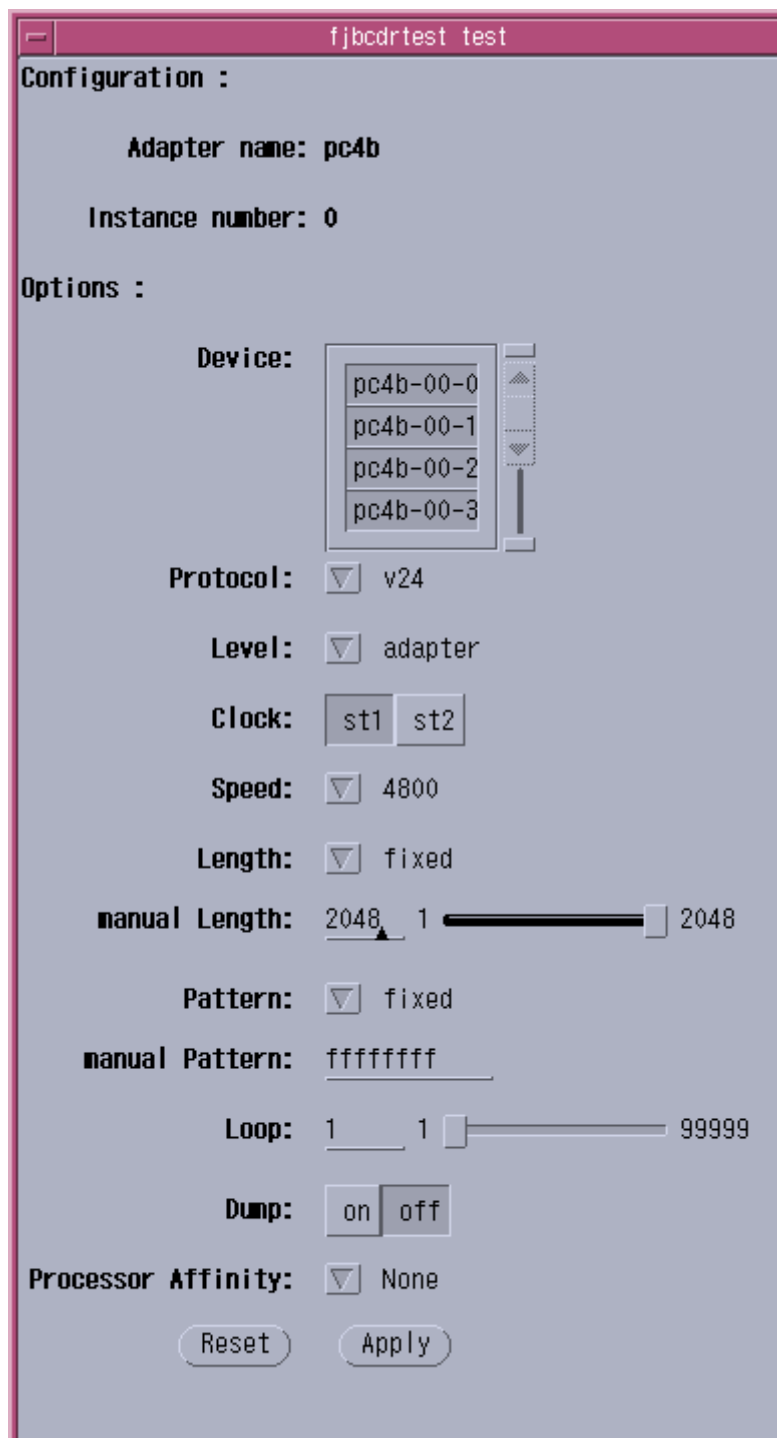 fjbcdrtest test
Configuration :
Adapter name: pc4b
Instance number: 0
Options :
Device:
pc4b-00-0
pc4b-00-1
pc4b-00-2
pc4b-00-3
Protocol: v24
Level: adapter
Clock: st1 st2
Speed: 4800
Length: fixed
manual Length: 2048 1 2048
Pattern: fixed
manual Pattern: ffffffff
Loop: 1 1 99999
Dump: on off
Processor Affinity: None
Reset Apply